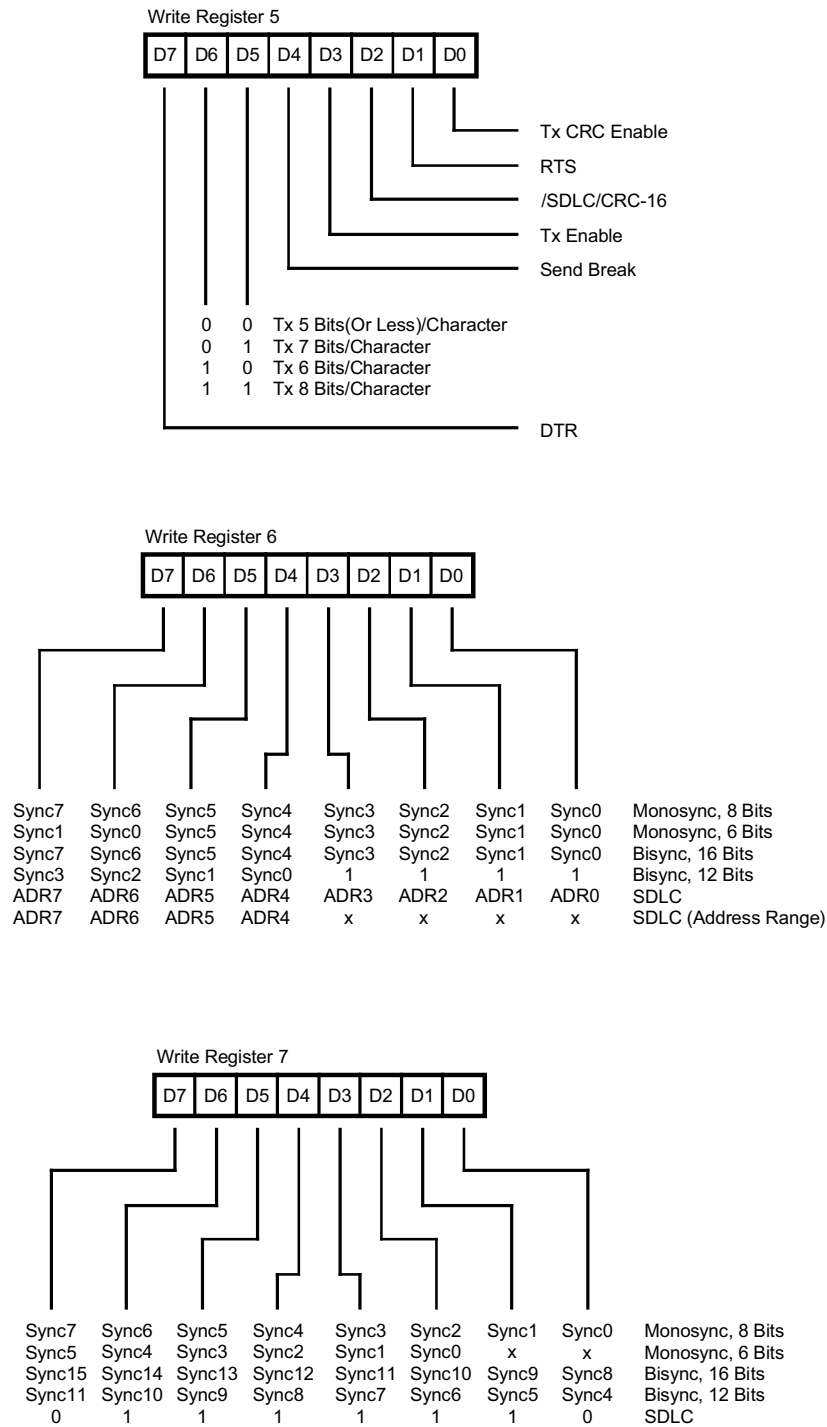 Write Register 5
D7 D6 D5 D4 D3 D2 D1 D0
Tx CRC Enable
RTS
/SDLC/CRC-16
Tx Enable
Send Break
0 0 Tx 5 Bits(Or Less)/Character
0 1 Tx 7 Bits/Character
1 0 Tx 6 Bits/Character
1 1 Tx 8 Bits/Character
DTR
Write Register 6
D7 D6 D5 D4 D3 D2 D1 D0
Sync7 Sync6 Sync5 Sync4 Sync3 Sync2 Sync1 Sync0 Monosync, 8 Bits
Sync1 Sync0 Sync5 Sync4 Sync3 Sync2 Sync1 Sync0 Monosync, 6 Bits
Sync7 Sync6 Sync5 Sync4 Sync3 Sync2 Sync1 Sync0 Bisync, 16 Bits
Sync3 Sync2 Sync1 Sync0 1 1 1 1 Bisync, 12 Bits
ADR7 ADR6 ADR5 ADR4 ADR3 ADR2 ADR1 ADR0 SDLC
ADR7 ADR6 ADR5 ADR4 x x x x SDLC (Address Range)
Write Register 7
D7 D6 D5 D4 D3 D2 D1 D0
Sync7 Sync6 Sync5 Sync4 Sync3 Sync2 Sync1 Sync0 Monosync, 8 Bits
Sync5 Sync4 Sync3 Sync2 Sync1 Sync0 x x Monosync, 6 Bits
Sync15 Sync14 Sync13 Sync12 Sync11 Sync10 Sync9 Sync8 Bisync, 16 Bits
Sync11 Sync10 Sync9 Sync8 Sync7 Sync6 Sync5 Sync4 Bisync, 12 Bits
0 1 1 1 1 1 1 0 SDLC